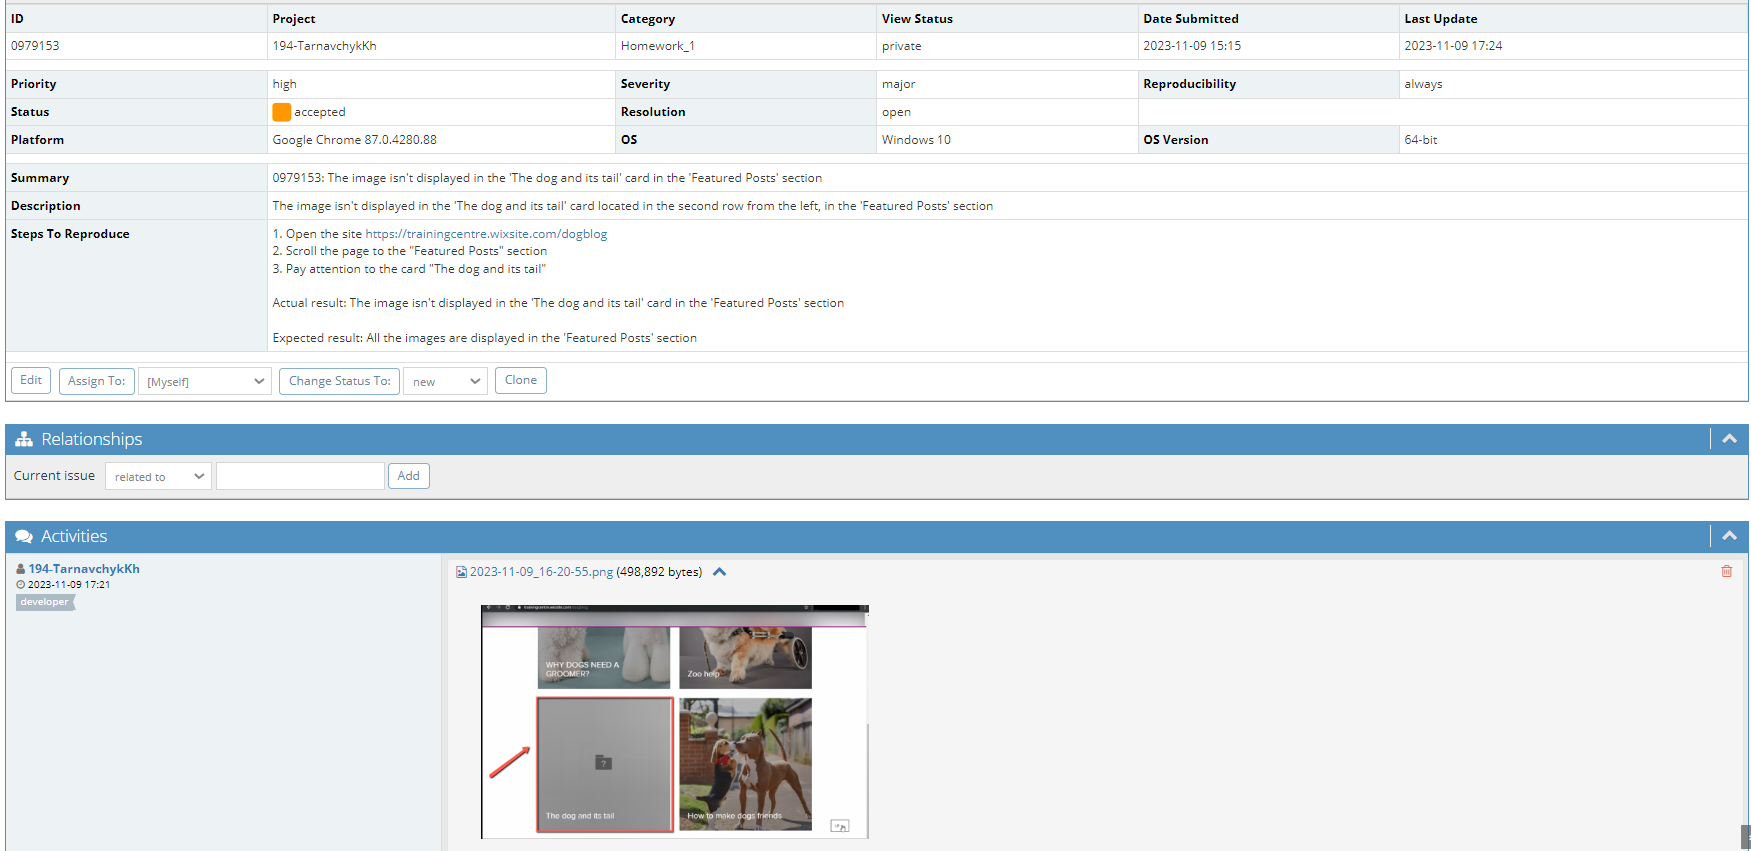 ID Project Category View Status Date Submitted Last Update
0979153 194-TarnavchykKh Homework_1 private 2023-11-09 15:15 2023-11-09 17:24
Priority high Severity major Reproducibility always
Status accepted Resolution open
Platform Google Chrome 87.0.4280.88 OS Windows 10 OS Version 64-bit
Summary 0979153: The image isn't displayed in the 'The dog and its tail' card in the 'Featured Posts' section
Description The image isn't displayed in the 'The dog and its tail' card located in the second row from the left, in the 'Featured Posts' section
Steps To Reproduce 1. Open the site https://trainingcentre.wixsite.com/dogblog
2. Scroll the page to the "Featured Posts" section
3. Pay attention to the card "The dog and its tail"
Actual result: The image isn't displayed in the 'The dog and its tail' card in the 'Featured Posts' section
Expected result: All the images are displayed in the 'Featured Posts' section
Edit Assign To: [Myself] Change Status To: new Clone
Relationships
Current issue related to Add
Activities
194-TarnavchykKh 2023-11-09_16-20-55.png (498,892 bytes)
2023-11-09 17:21
developer
WHY DOGS NEED A
GROOMER? Zoo help
?
The dog and its tail How to make dogs friends